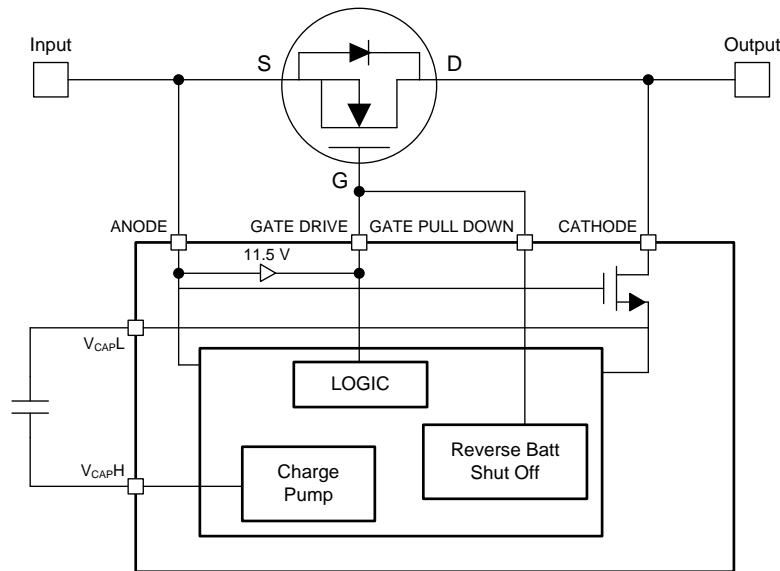 Input
Output
S
D
G
ANODE
GATE DRIVE
GATE PULL DOWN
CATHODE
11.5 V
VCAPL
LOGIC
Reverse Batt
Shut Off
Charge
Pump
VCAPH